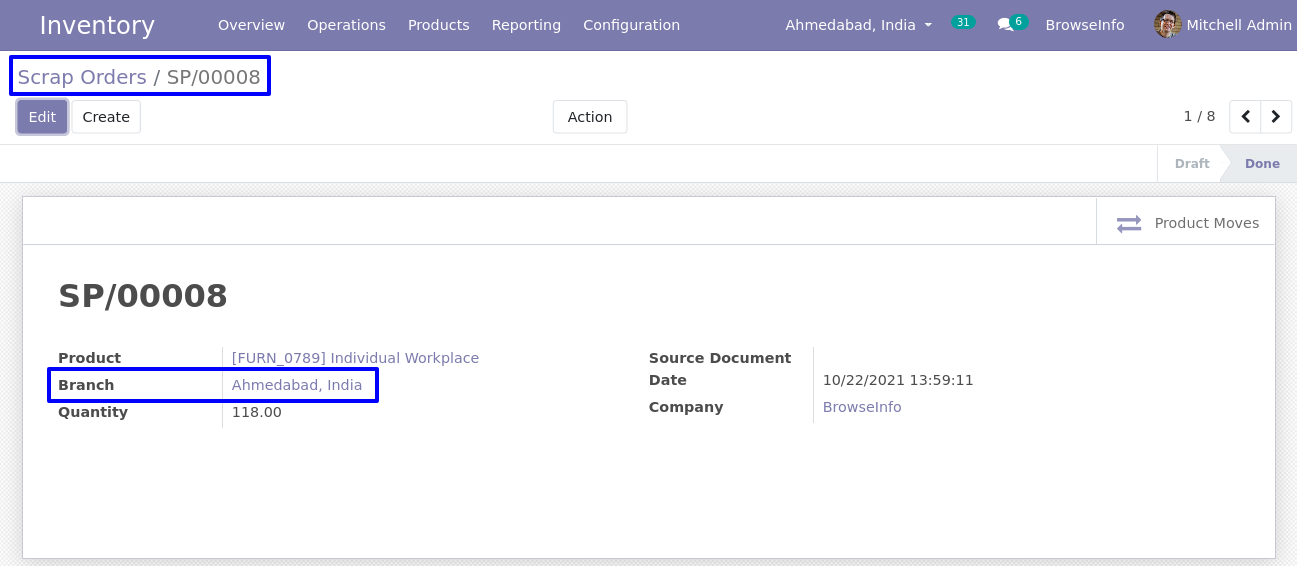 Inventory Overview Operations Products Reporting Configuration Ahmedabad, India 31 6 BrowseInfo Mitchell Admin
Scrap Orders / SP/00008
Edit Create Action 1 / 8
Draft Done
Product Moves
SP/00008
Product [FURN_0789] Individual Workplace Source Document
Branch Ahmedabad, India Date 10/22/2021 13:59:11
Quantity 118.00 Company BrowseInfo